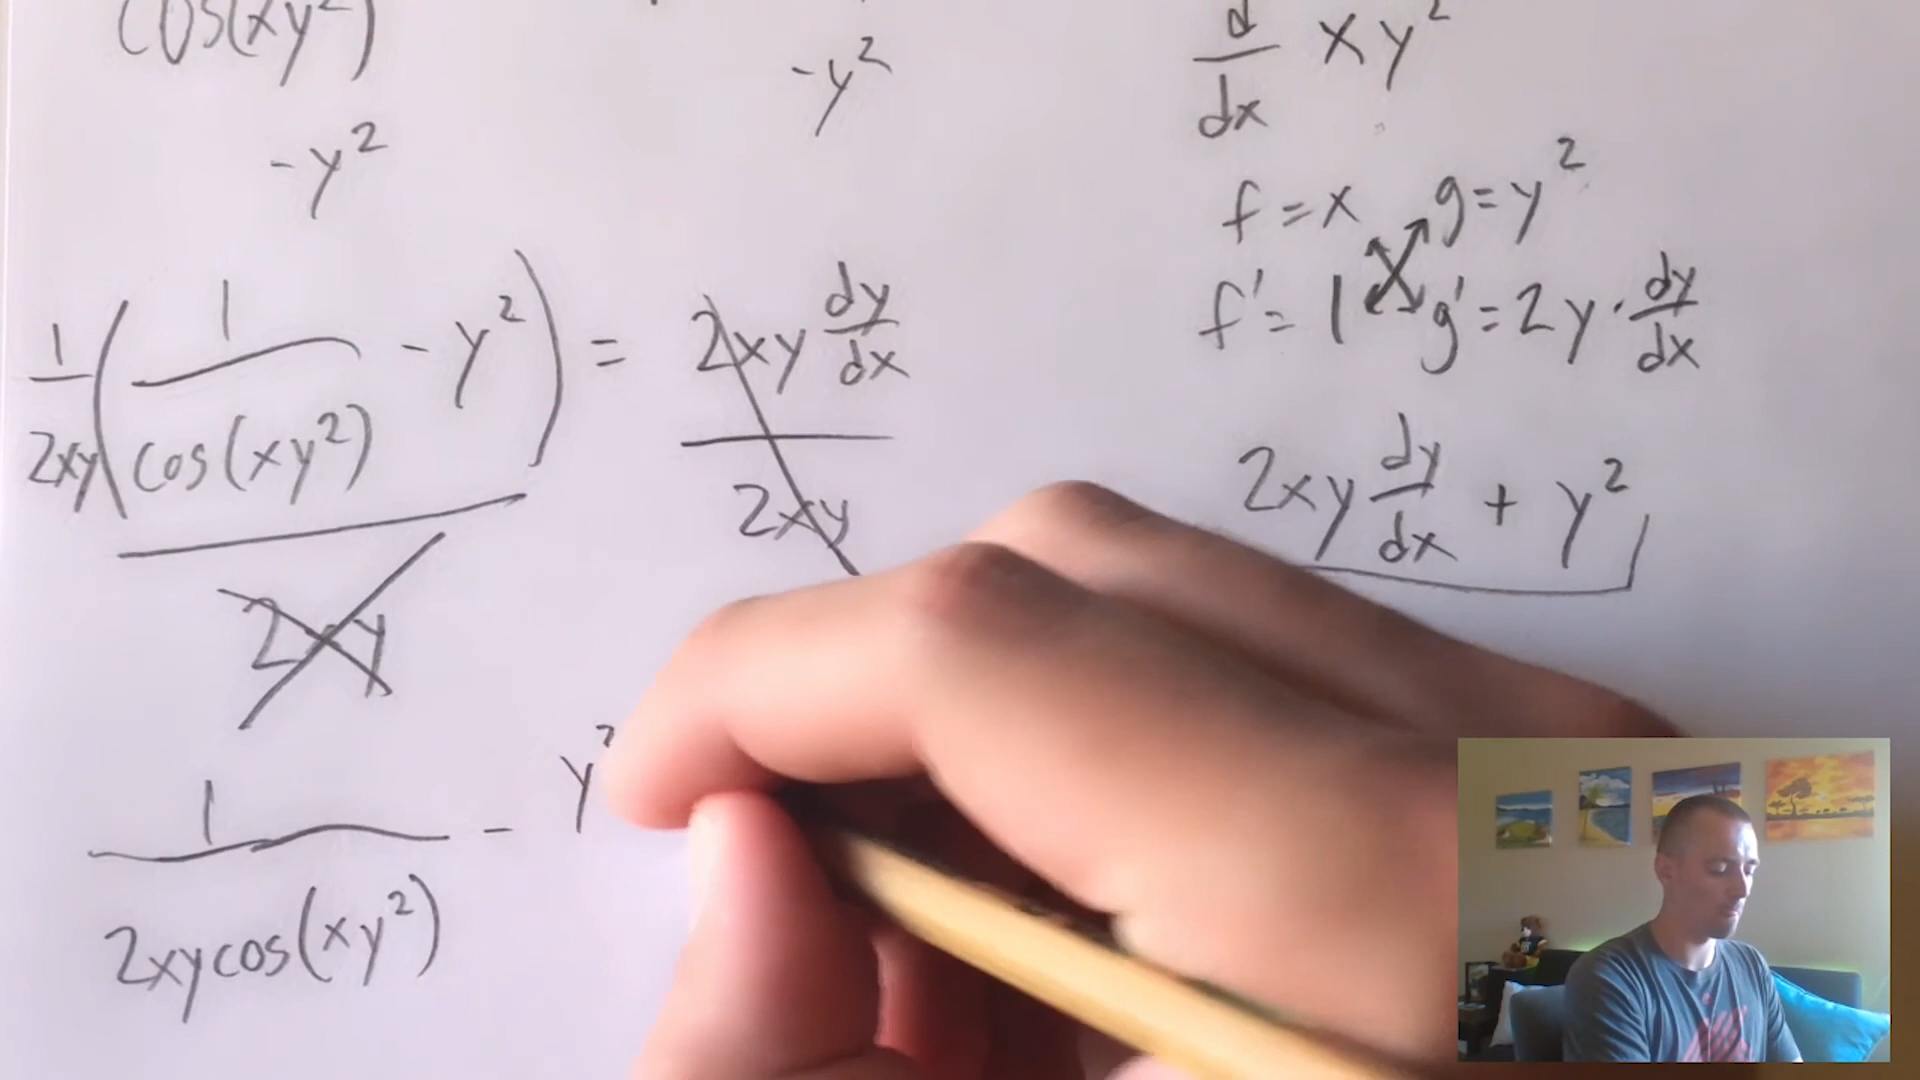 cos(xy²)
-y²
-y²
1/2xy (1/cos(xy²) - y²) = 2xy dy/dx
2xy
2xy
1/2xycos(xy²) - y²
d/dx xy²
f = x g = y²
f' = 1 g' = 2y · dy/dx
2xy dy/dx + y²